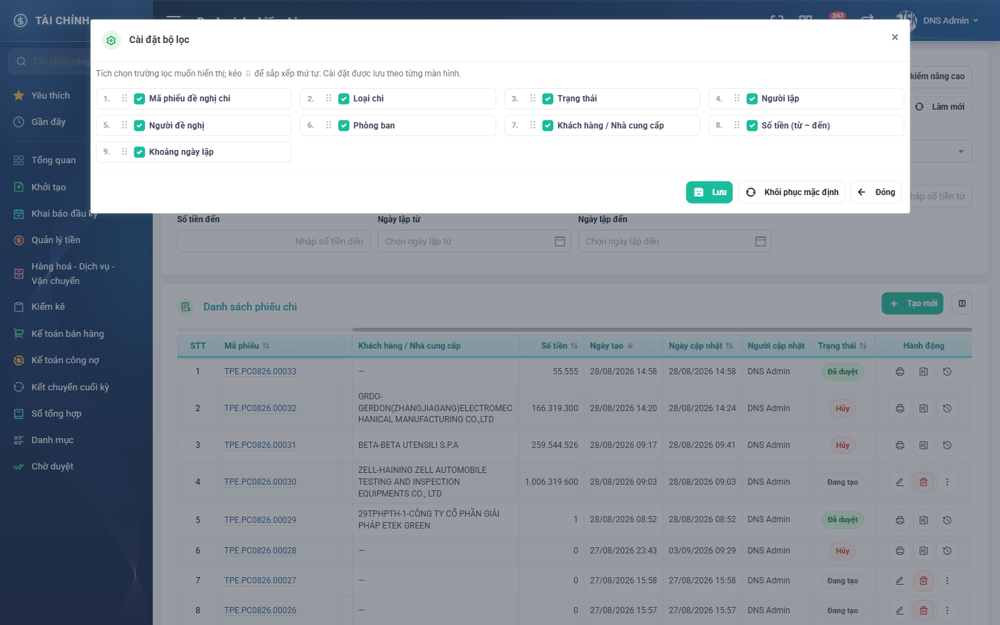 TÀI CHÍNH
347
DNS Admin
Cài đặt bộ lọc
×
Tích chọn trường lọc muốn hiển thị; kéo ⠿ để sắp xếp thứ tự. Cài đặt được lưu theo từng màn hình.
1. Mã phiếu đề nghị chi
2. Loại chi
3. Trạng thái
4. Người lập
5. Người đề nghị
6. Phòng ban
7. Khách hàng / Nhà cung cấp
8. Số tiền (từ – đến)
9. Khoảng ngày lập
Lưu
Khôi phục mặc định
Đóng
Tìm chức năng
Yêu thích
Gần đây
Tổng quan
Khởi tạo
Khai báo đầu kỳ
Quản lý tiền
Hàng hoá - Dịch vụ -
Vận chuyển
Kiểm kê
Kế toán bán hàng
Kế toán công nợ
Kết chuyển cuối kỳ
Sổ tổng hợp
Danh mục
Chờ duyệt
kiếm nâng cao
Làm mới
nhập số tiền từ
Số tiền đến
Ngày lập từ
Ngày lập đến
Nhập số tiền đến
Chọn ngày lập từ
Chọn ngày lập đến
Danh sách phiếu chi
Tạo mới
STT Mã phiếu Khách hàng / Nhà cung cấp Số tiền Ngày tạo Ngày cập nhật Người cập nhật Trạng thái Hành động
1 TPE.PC0826.00033 — 55.555 28/08/2026 14:58 28/08/2026 14:58 DNS Admin Đã duyệt
2 TPE.PC0826.00032 GRDO-
GERDON(ZHANGJIAGANG)ELECTROMEC
HANICAL MANUFACTURING CO.,LTD 166.319.300 28/08/2026 14:20 28/08/2026 14:24 DNS Admin Hủy
3 TPE.PC0826.00031 BETA-BETA UTENSILI S.P.A 259.544.526 28/08/2026 09:17 28/08/2026 09:41 DNS Admin Hủy
4 TPE.PC0826.00030 ZELL-HAINING ZELL AUTOMOBILE
TESTING AND INSPECTION
EQUIPMENTS CO., LTD 1.006.319.600 28/08/2026 09:03 28/08/2026 09:03 DNS Admin Đang tạo
5 TPE.PC0826.00029 29TPHPTH-1-CÔNG TY CỔ PHẦN GIẢI
PHÁP ETEK GREEN 1 28/08/2026 08:52 28/08/2026 08:52 DNS Admin Đã duyệt
6 TPE.PC0826.00028 — 0 27/08/2026 23:43 03/09/2026 09:29 DNS Admin Hủy
7 TPE.PC0826.00027 — 0 27/08/2026 15:58 27/08/2026 15:58 DNS Admin Đang tạo
8 TPE.PC0826.00026 — 0 27/08/2026 15:57 27/08/2026 15:57 DNS Admin Đang tạo